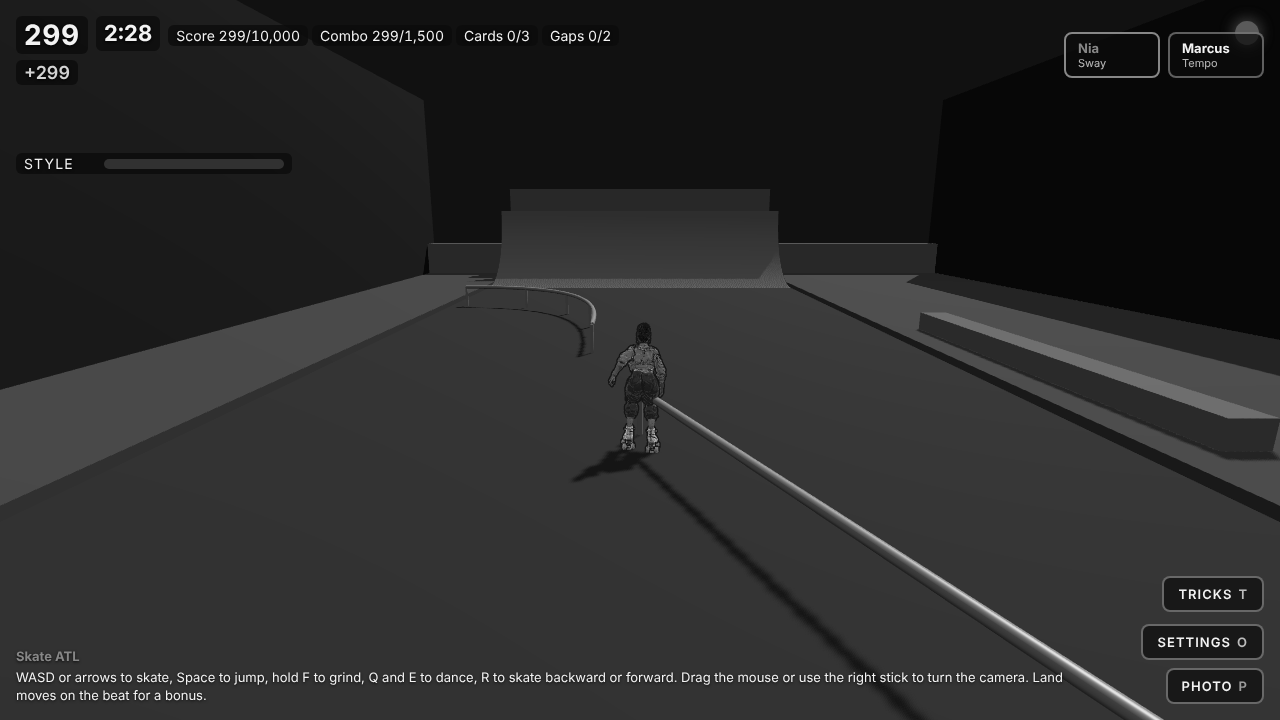 299
2:28
Score 299/10,000
Combo 299/1,500
Cards 0/3
Gaps 0/2
+299
Nia
Sway
Marcus
Tempo
STYLE
TRICKS T
SETTINGS O
PHOTO P
Skate ATL
WASD or arrows to skate, Space to jump, hold F to grind, Q and E to dance, R to skate backward or forward. Drag the mouse or use the right stick to turn the camera. Land
moves on the beat for a bonus.